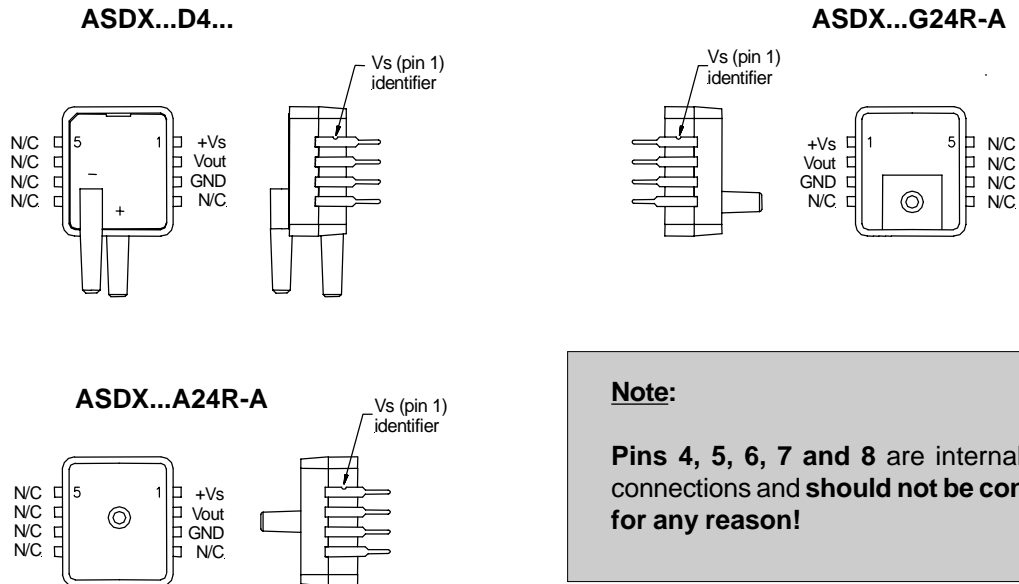 ASDX...D4...
Vs (pin 1)
identifier
N/C 5 1 +Vs
N/C Vout
N/C – GND
N/C N/C
+
ASDX...G24R-A
Vs (pin 1)
identifier
+Vs 1 5 N/C
Vout N/C
GND N/C
N/C N/C
ASDX...A24R-A
Vs (pin 1)
identifier
N/C 5 1 +Vs
N/C Vout
N/C GND
N/C N/C
Note:
Pins 4, 5, 6, 7 and 8 are internal
connections and should not be con
for any reason!